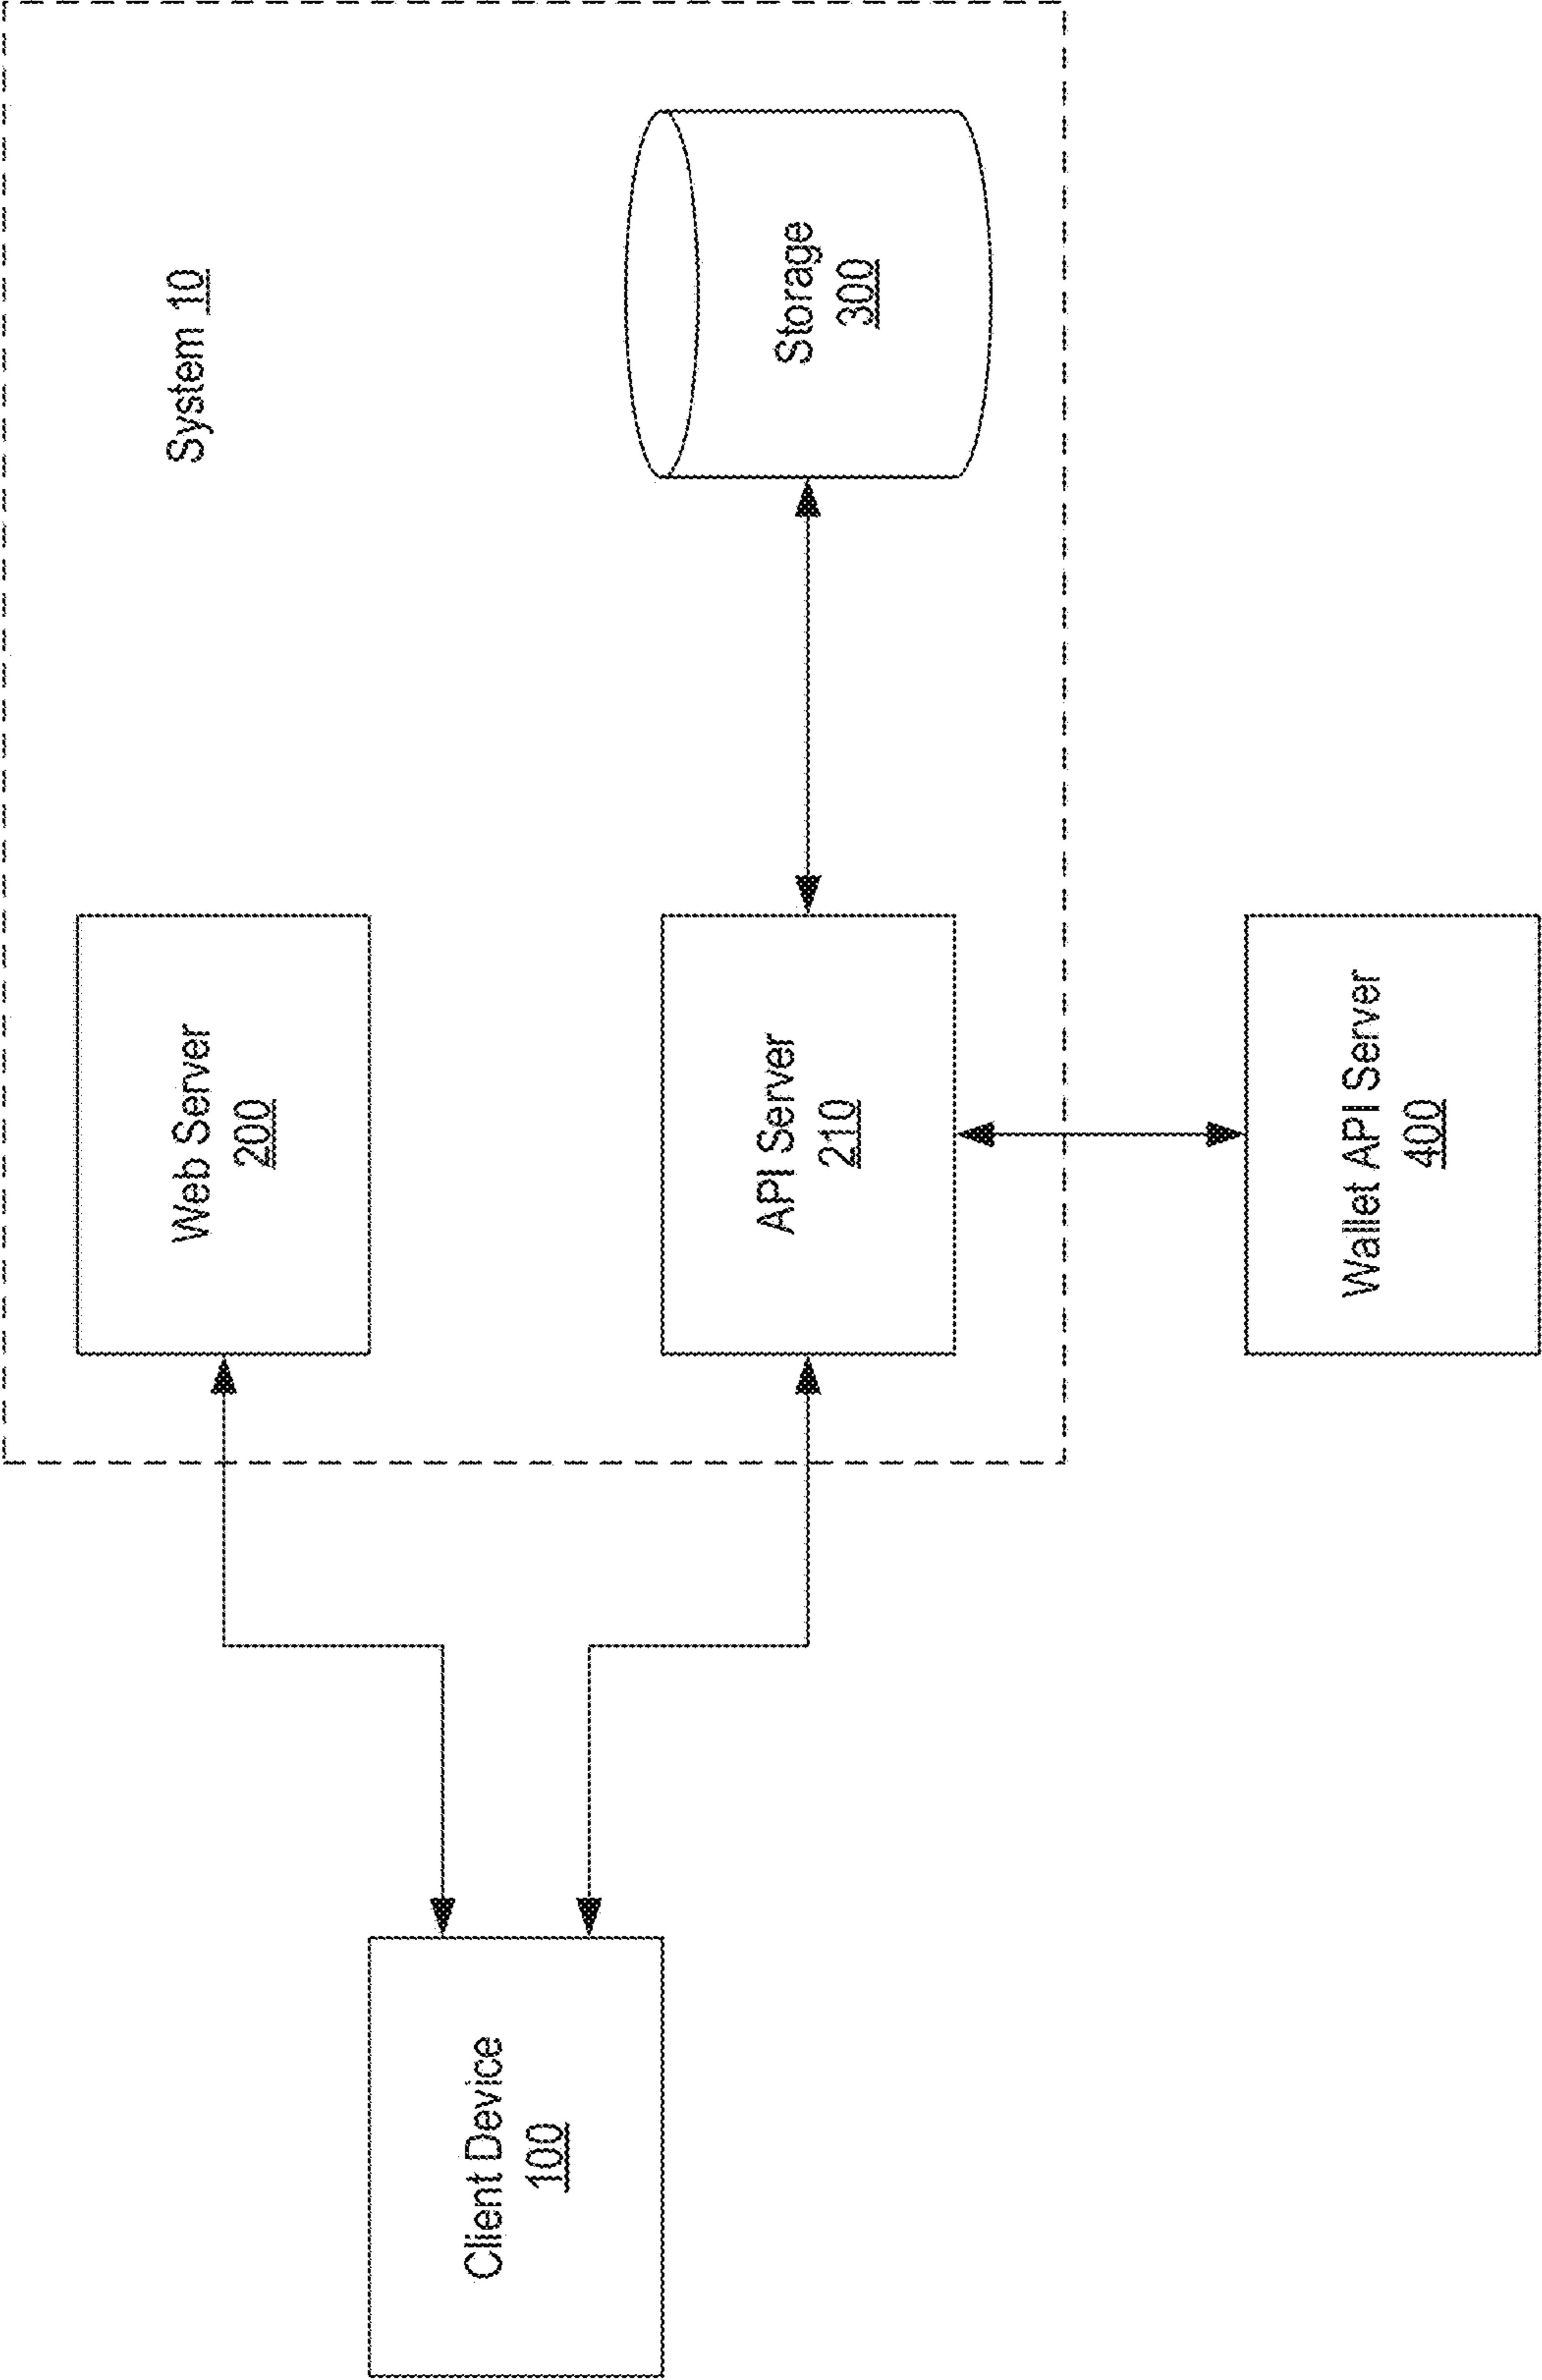 System 10
Web Server
200
Client Device
100
API Server
210
Storage
300
Wallet API Server
400